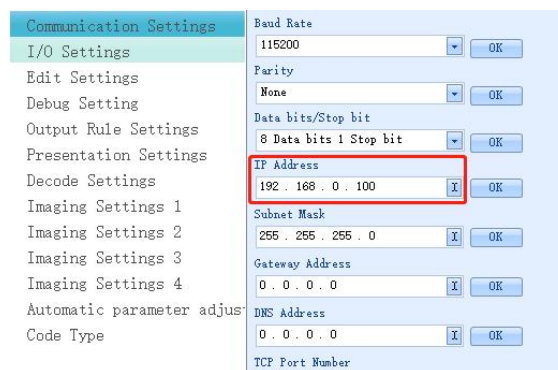 Communication Settings
I/O Settings
Edit Settings
Debug Setting
Output Rule Settings
Presentation Settings
Decode Settings
Imaging Settings 1
Imaging Settings 2
Imaging Settings 3
Imaging Settings 4
Automatic parameter adjus
Code Type
Baud Rate
115200 OK
Parity
None OK
Data bits/Stop bit
8 Data bits 1 Stop bit OK
IP Address
192 . 168 . 0 . 100 I OK
Subnet Mask
255 . 255 . 255 . 0 I OK
Gateway Address
0 . 0 . 0 . 0 I OK
DNS Address
0 . 0 . 0 . 0 I OK
TCP Port Number